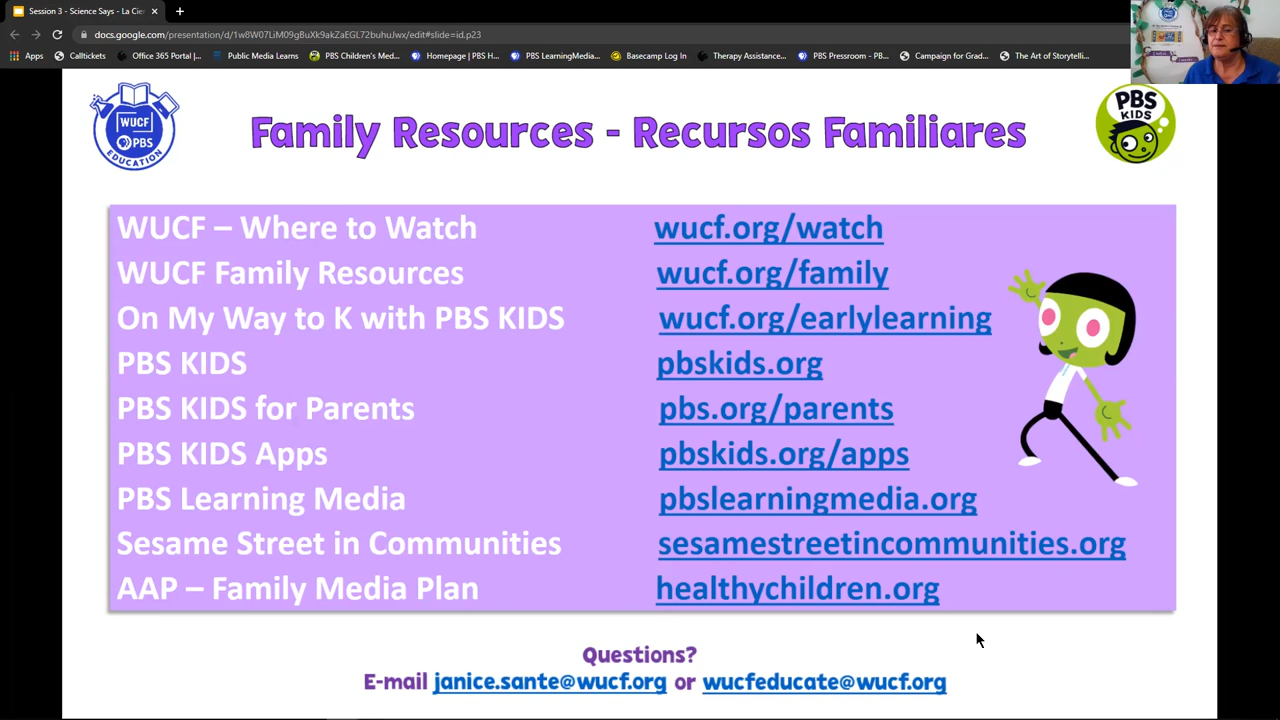 Session 3 - Science Says - La Cie
docs.google.com/presentation/d/1w8W07LiM09gBuXk9akZaEGL72buhuJwx/edit#slide=id.p23
Apps Calltickets Office 365 Portal |... Public Media Learns PBS Children's Med... Homepage | PBS H... PBS LearningMedia... Basecamp Log In Therapy Assistance... PBS Pressroom - PB... Campaign for Grad... The Art of Storytelli...
WUCF
PBS
EDUCATION
Family Resources - Recursos Familiares
PBS
KIDS
WUCF – Where to Watch wucf.org/watch
WUCF Family Resources wucf.org/family
On My Way to K with PBS KIDS wucf.org/earlylearning
PBS KIDS pbskids.org
PBS KIDS for Parents pbs.org/parents
PBS KIDS Apps pbskids.org/apps
PBS Learning Media pbslearningmedia.org
Sesame Street in Communities sesamestreetincommunities.org
AAP – Family Media Plan healthychildren.org
Questions?
E-mail janice.sante@wucf.org or wucfeducate@wucf.org